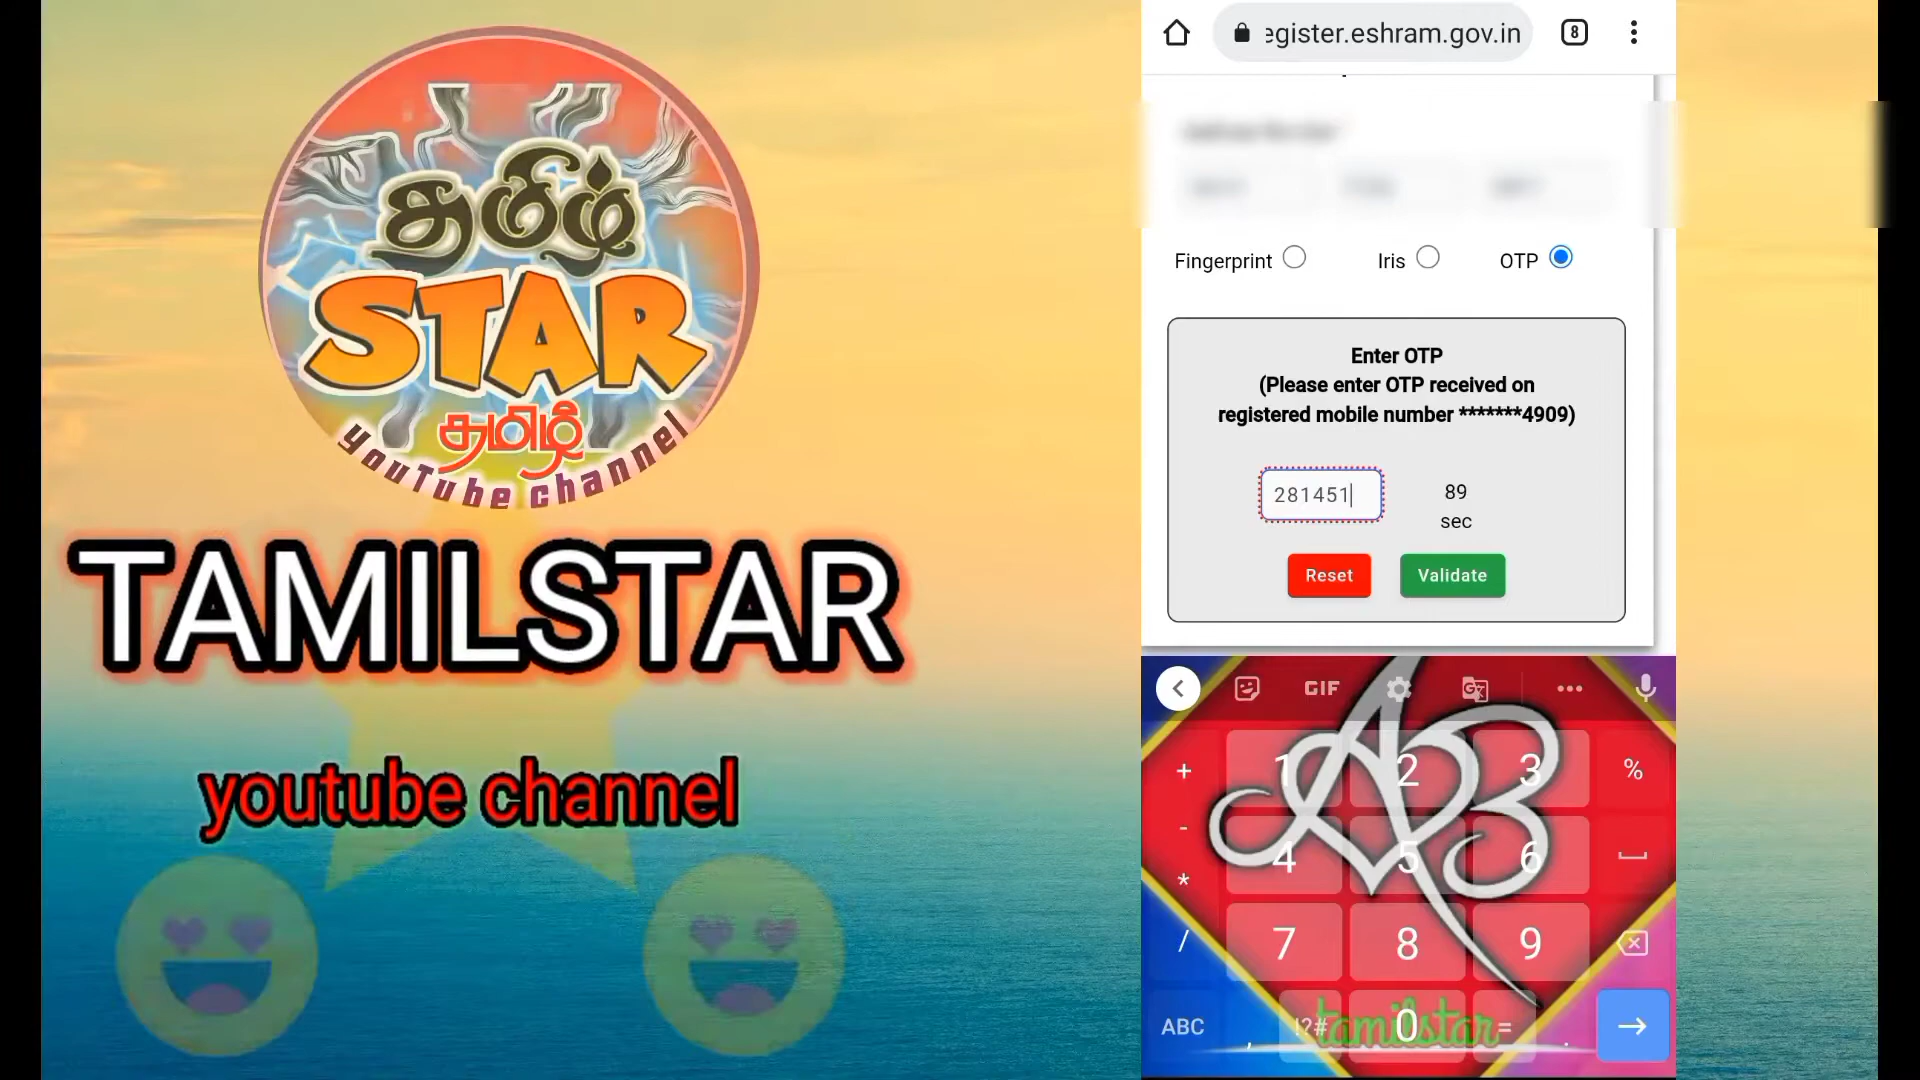 தமிழ்
STAR
தமிழ்
youTube channel
TAMILSTAR
youtube channel
egister.eshram.gov.in
8
Fingerprint
Iris
OTP
Enter OTP
(Please enter OTP received on
registered mobile number *******4909)
281451
89
sec
Reset
Validate
GIF
+ 1 2 3 %
- 4 5 6
*
/ 7 8 9
ABC , !?# 0 = .
tamilstar